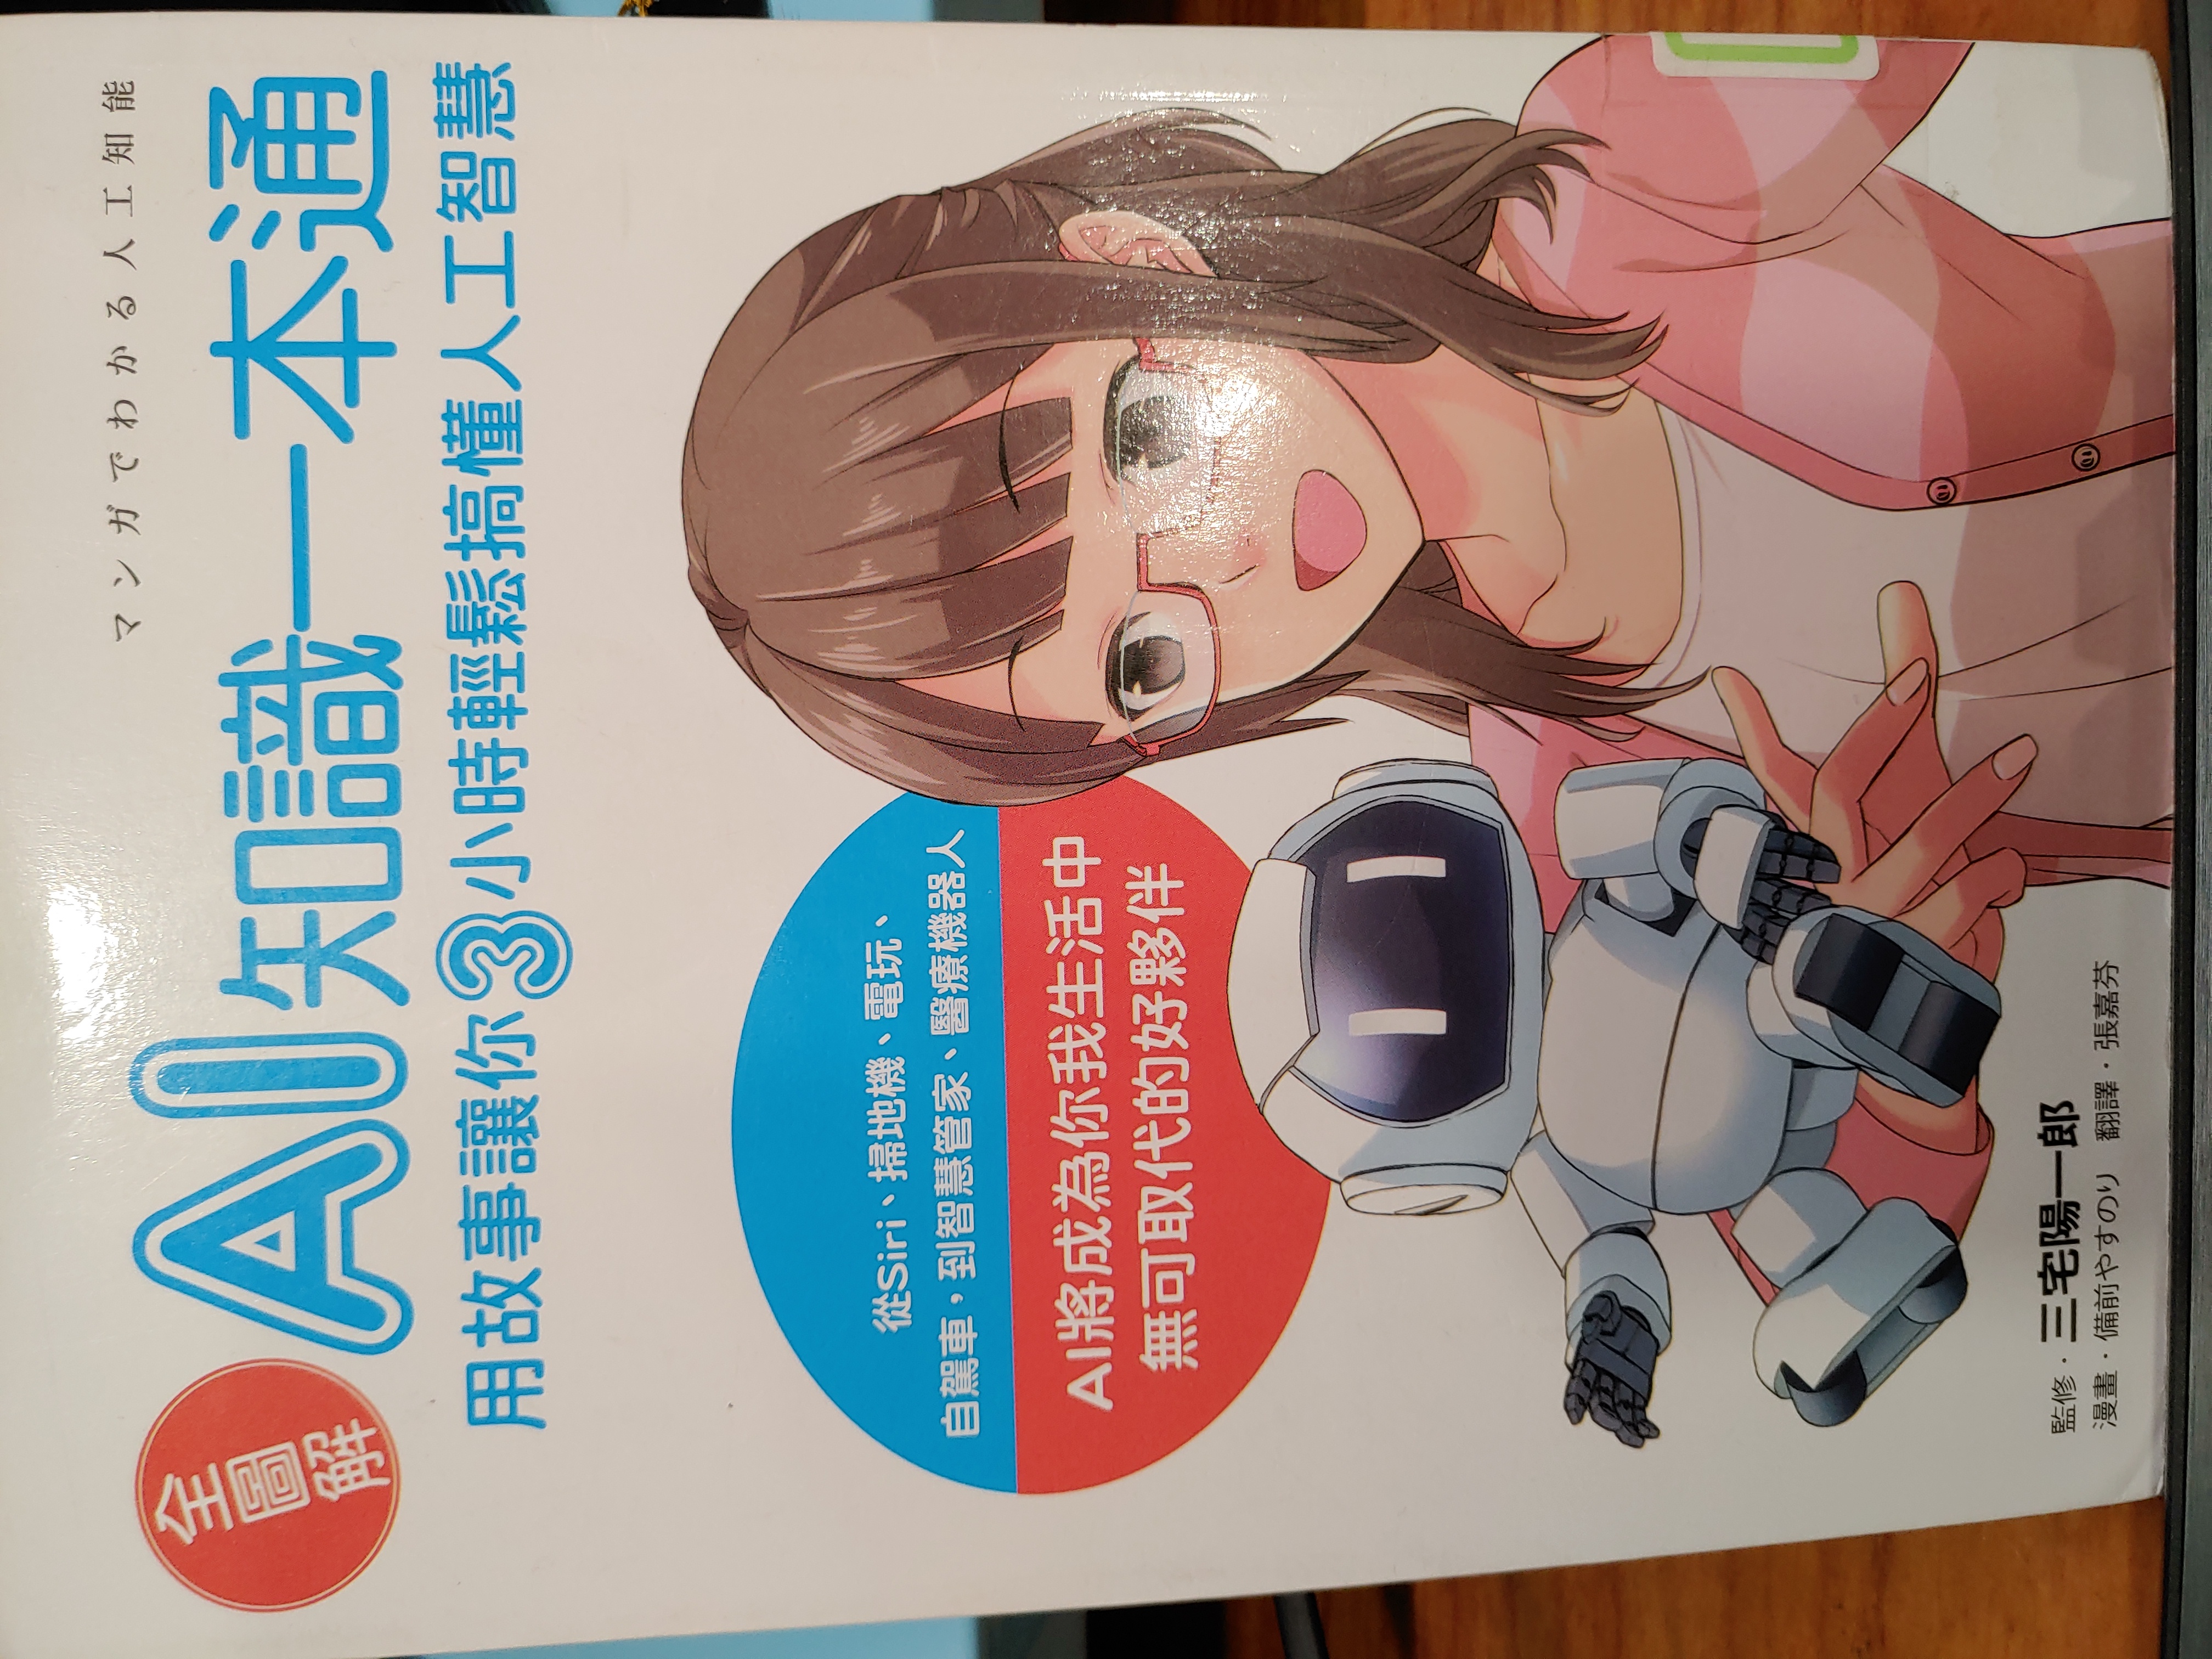 マンガでわかる人工知能
全圖解
AI知識一本通
用故事讓你3小時輕鬆搞懂人工智慧
從Siri、掃地機、電玩、
自駕車，到智慧管家、醫療機器人
AI將成為你我生活中
無可取代的好夥伴
監修·三宅陽一郎
漫畫·備前やすのり 翻譯·張嘉芬